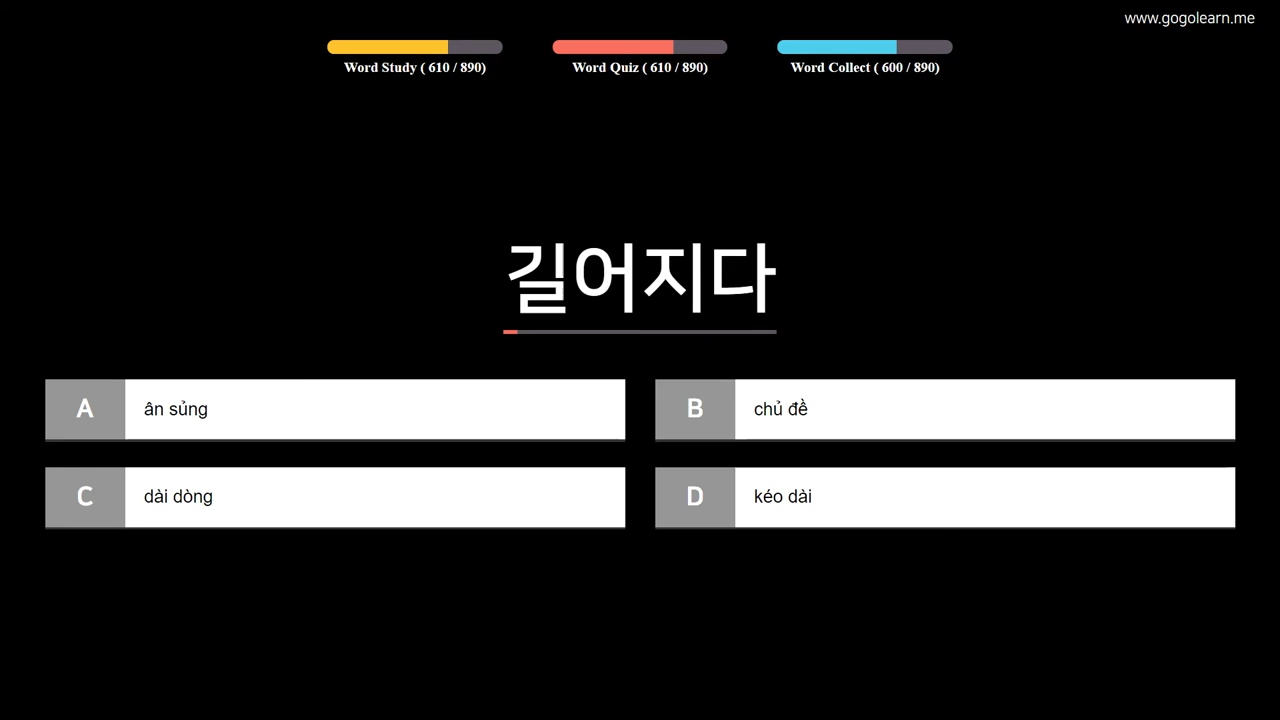 www.gogolearn.me
Word Study ( 610 / 890)
Word Quiz ( 610 / 890)
Word Collect ( 600 / 890)
길어지다
A ân sủng
B chủ đề
C dài dòng
D kéo dài